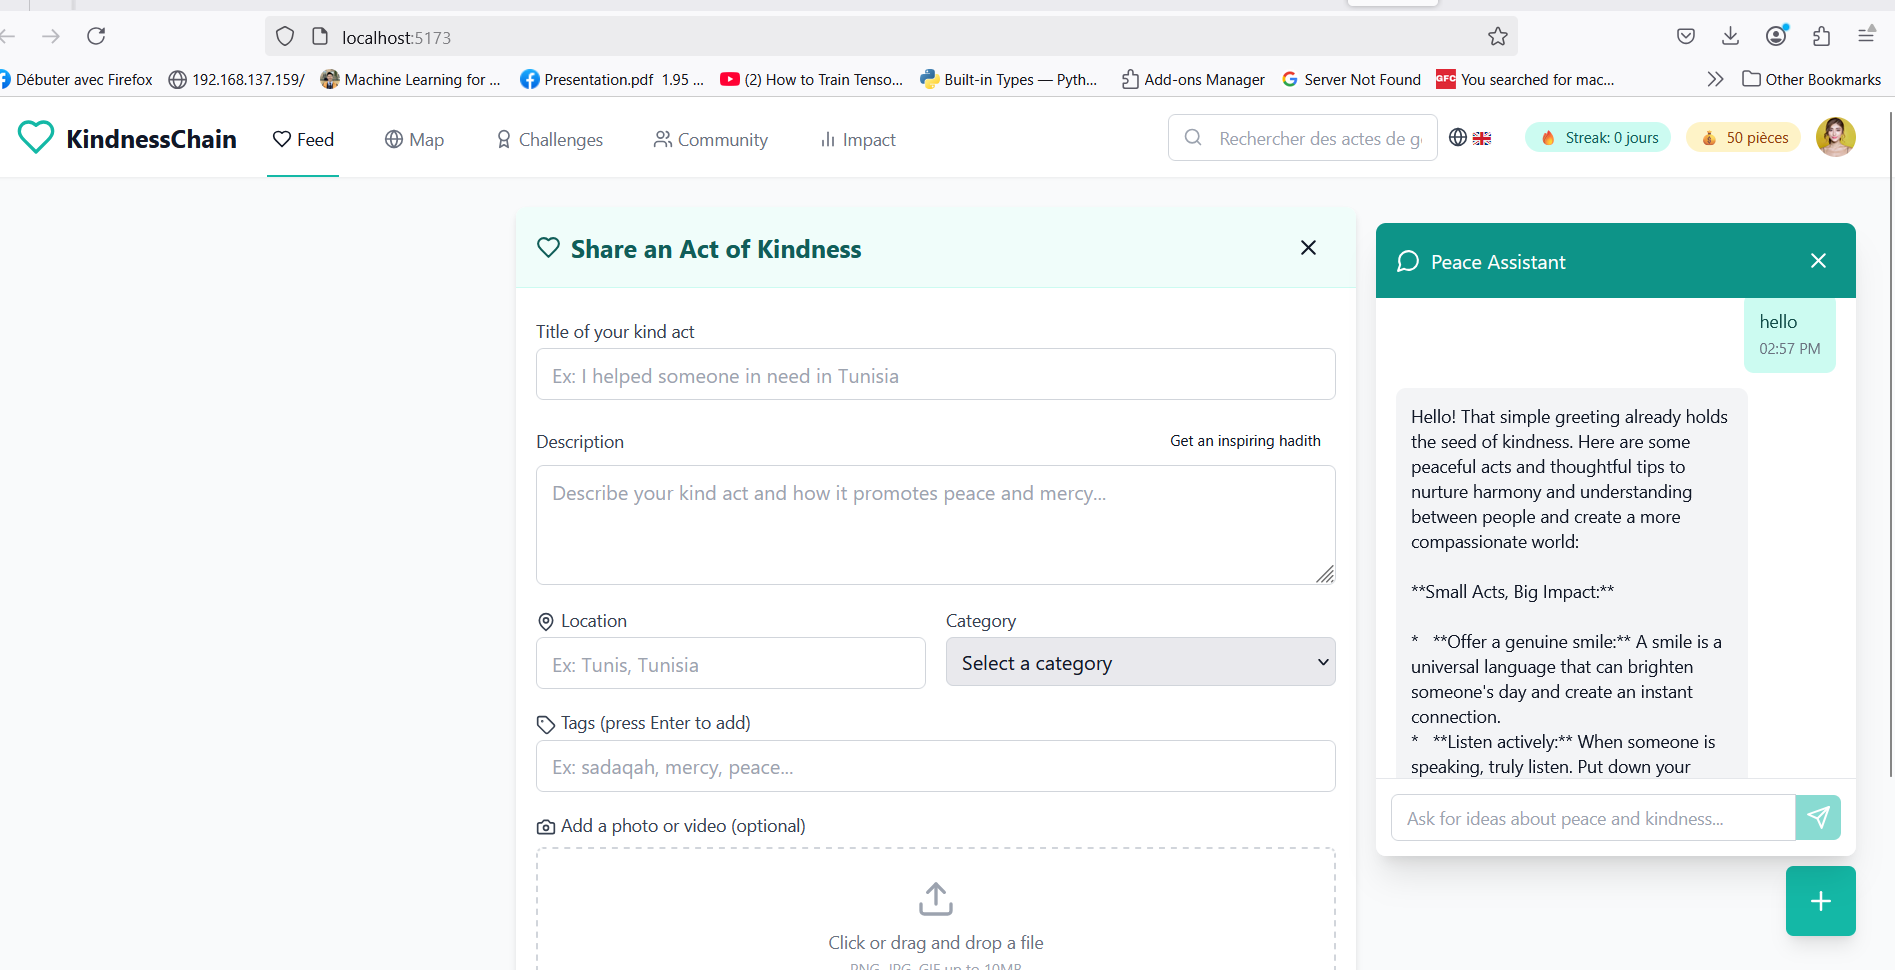 localhost:5173
Débuter avec Firefox
192.168.137.159/
Machine Learning for ...
Presentation.pdf 1.95 ...
(2) How to Train Tenso...
Built-in Types — Pyth...
Add-ons Manager
Server Not Found
GFC
You searched for mac...
Other Bookmarks
KindnessChain
Feed
Map
Challenges
Community
Impact
Rechercher des actes de g
Streak: 0 jours
50 pièces
Share an Act of Kindness
Title of your kind act
Ex: I helped someone in need in Tunisia
Description
Get an inspiring hadith
Describe your kind act and how it promotes peace and mercy...
Location
Category
Ex: Tunis, Tunisia
Select a category
Tags (press Enter to add)
Ex: sadaqah, mercy, peace...
Add a photo or video (optional)
Click or drag and drop a file
PNG, JPG, GIF up to 10MB
Peace Assistant
hello
02:57 PM
Hello! That simple greeting already holds
the seed of kindness. Here are some
peaceful acts and thoughtful tips to
nurture harmony and understanding
between people and create a more
compassionate world:
**Small Acts, Big Impact:**
* **Offer a genuine smile:** A smile is a
universal language that can brighten
someone's day and create an instant
connection.
* **Listen actively:** When someone is
speaking, truly listen. Put down your
Ask for ideas about peace and kindness...